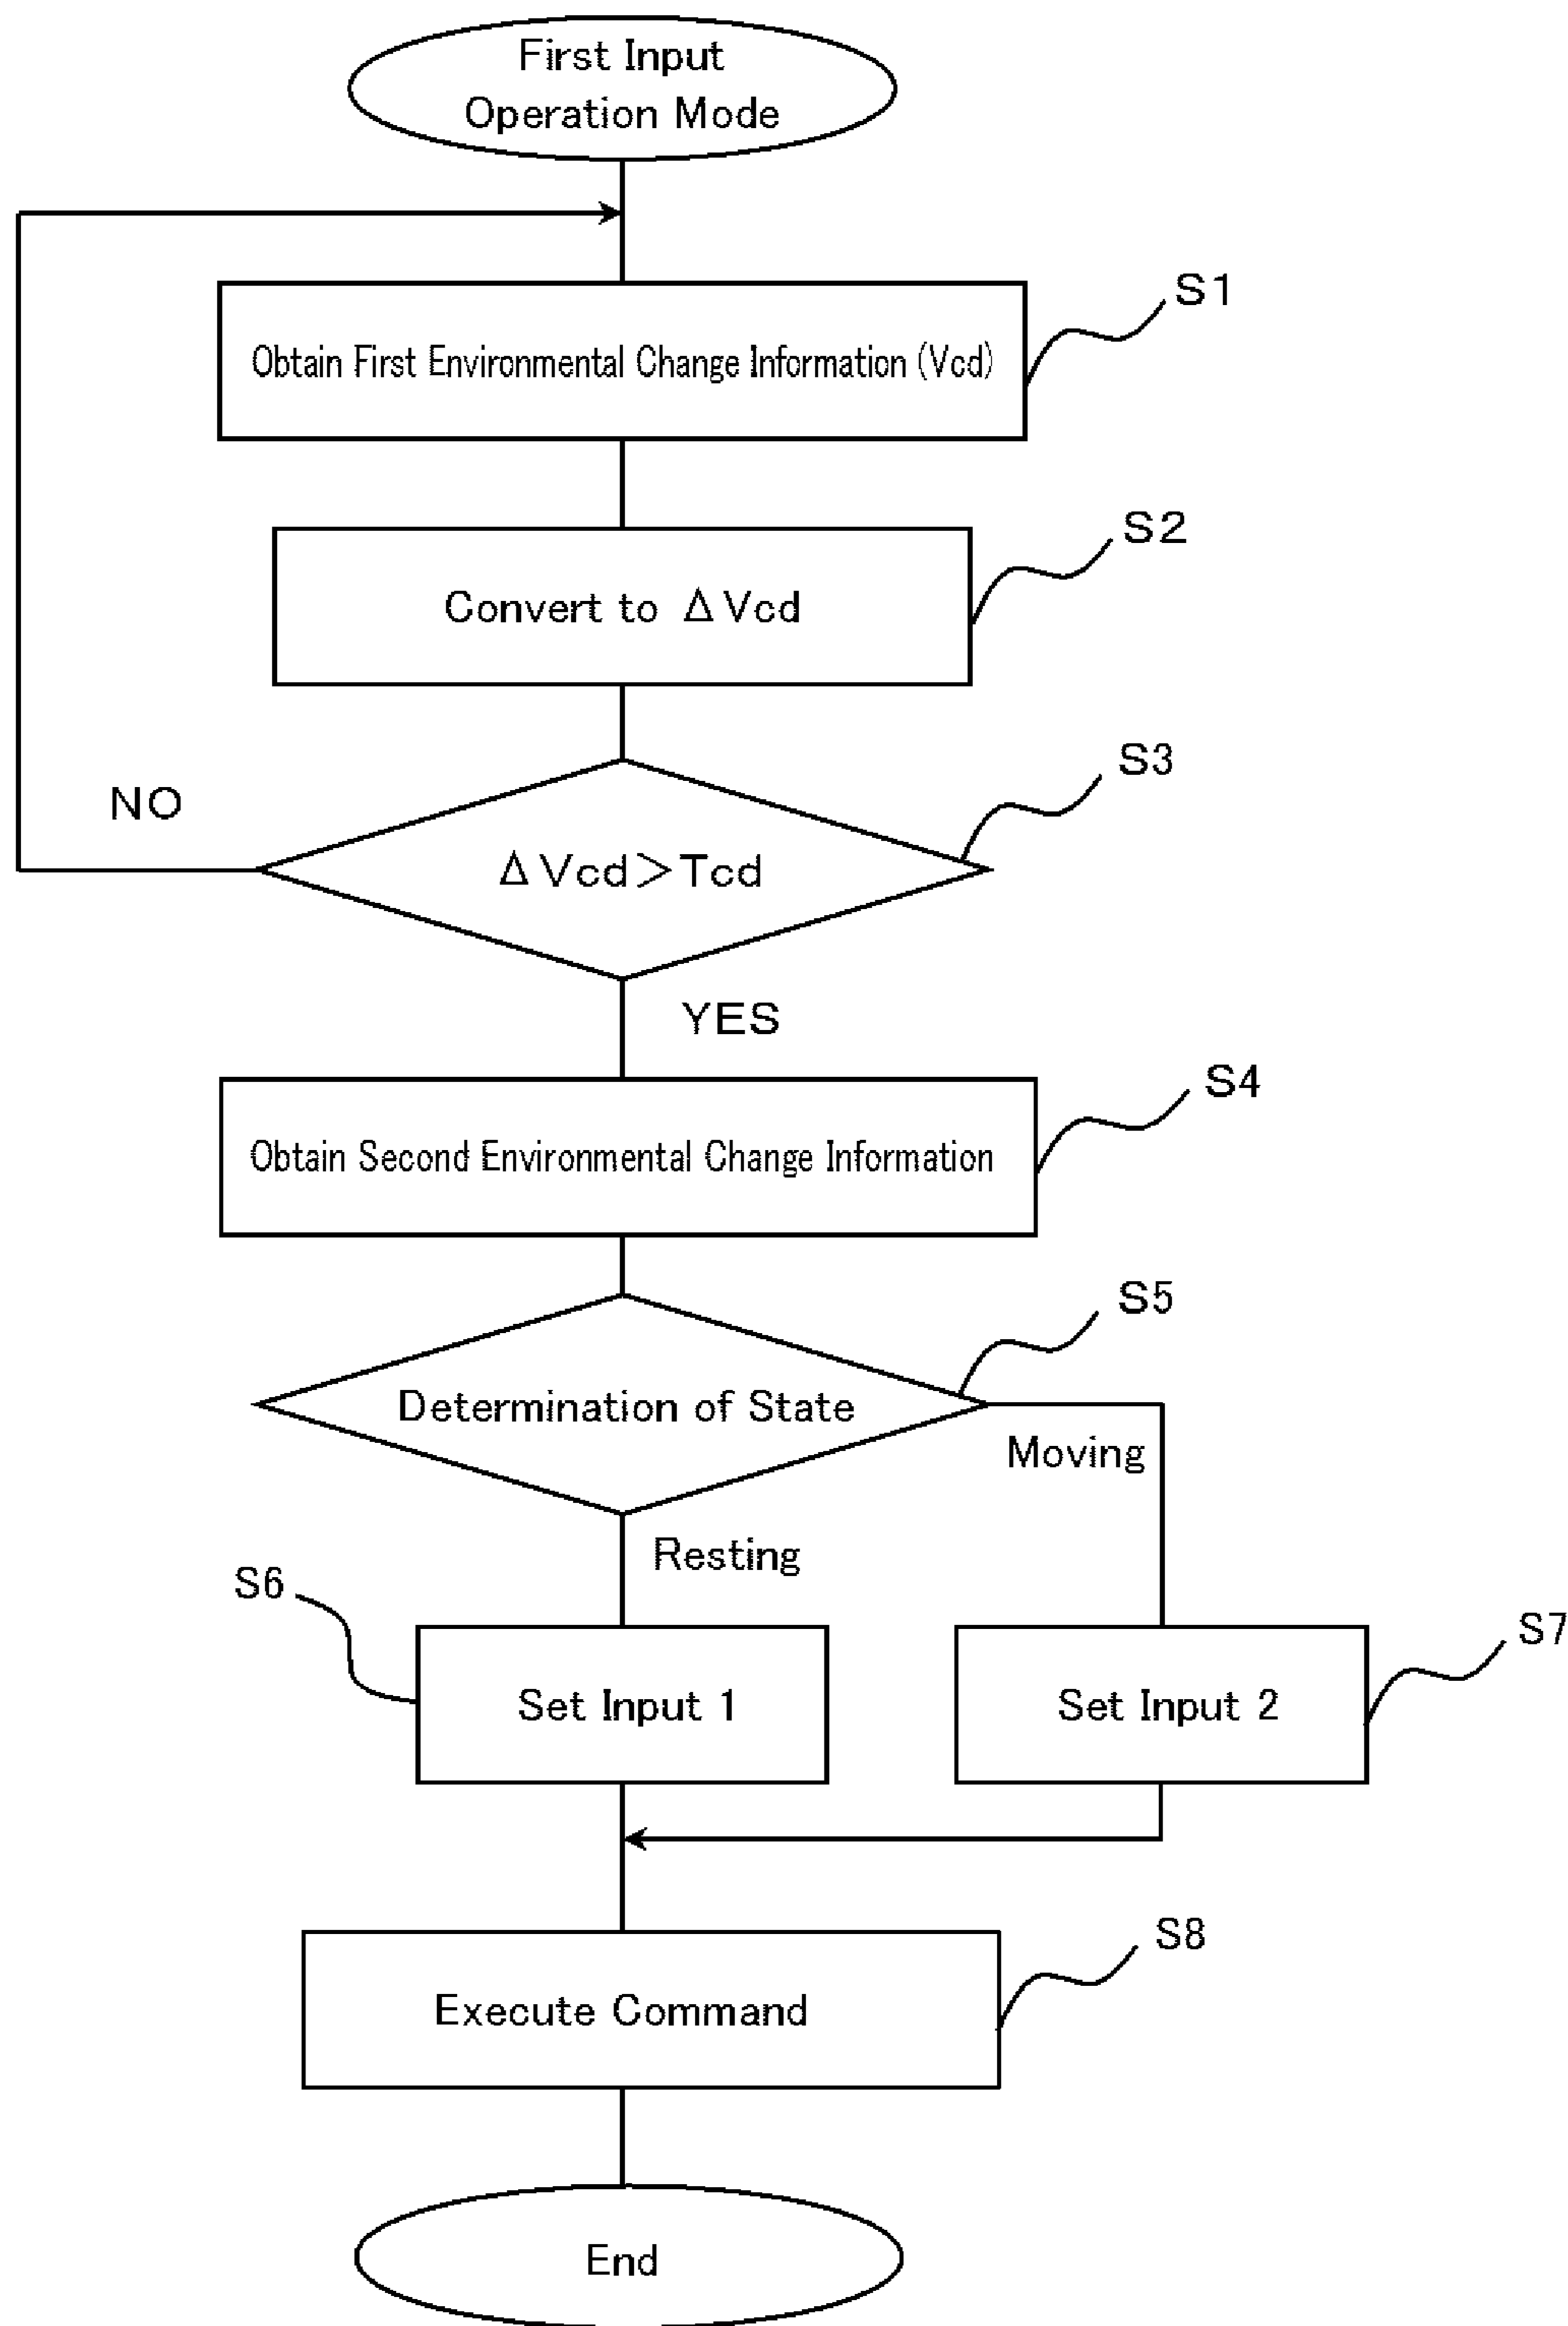 First Input
Operation Mode
S1
Obtain First Environmental Change Information (Vcd)
S2
Convert to ΔVcd
S3
NO
ΔVcd>Tcd
YES
S4
Obtain Second Environmental Change Information
S5
Determination of State
Moving
Resting
S6
S7
Set Input 1
Set Input 2
S8
Execute Command
End